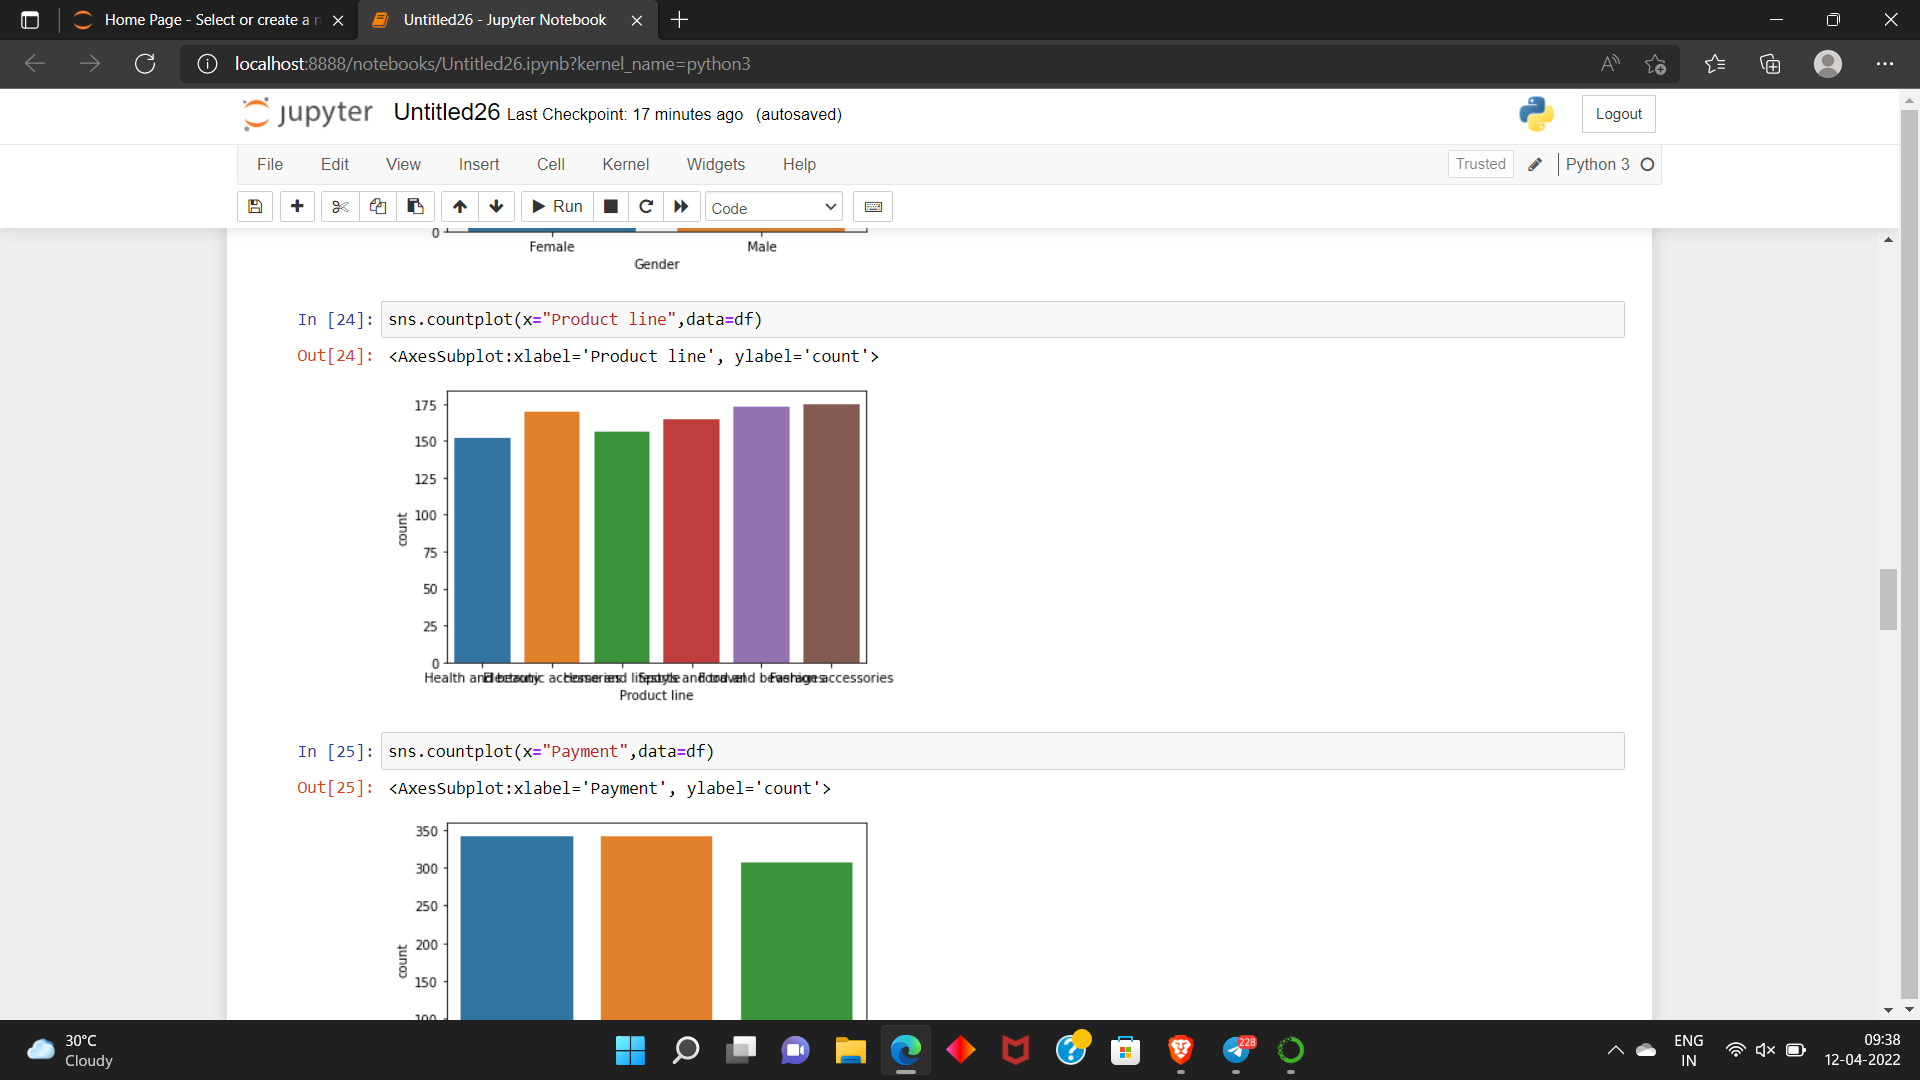 Home Page - Select or create a n
Untitled26 - Jupyter Notebook
localhost:8888/notebooks/Untitled26.ipynb?kernel_name=python3
jupyter Untitled26 Last Checkpoint: 17 minutes ago (autosaved)
Logout
File Edit View Insert Cell Kernel Widgets Help
Trusted Python 3
Run Code
0
Female Male
Gender
In [24]: sns.countplot(x="Product line",data=df)
Out[24]: <AxesSubplot:xlabel='Product line', ylabel='count'>
175
150
125
100
75
50
25
0
count
Health and beauty Electronic accessories Home and lifestyle Sports and travel Food and beverages Fashion accessories
Product line
In [25]: sns.countplot(x="Payment",data=df)
Out[25]: <AxesSubplot:xlabel='Payment', ylabel='count'>
350
300
250
200
150
100
count
30°C
Cloudy
228
ENG
IN
09:38
12-04-2022